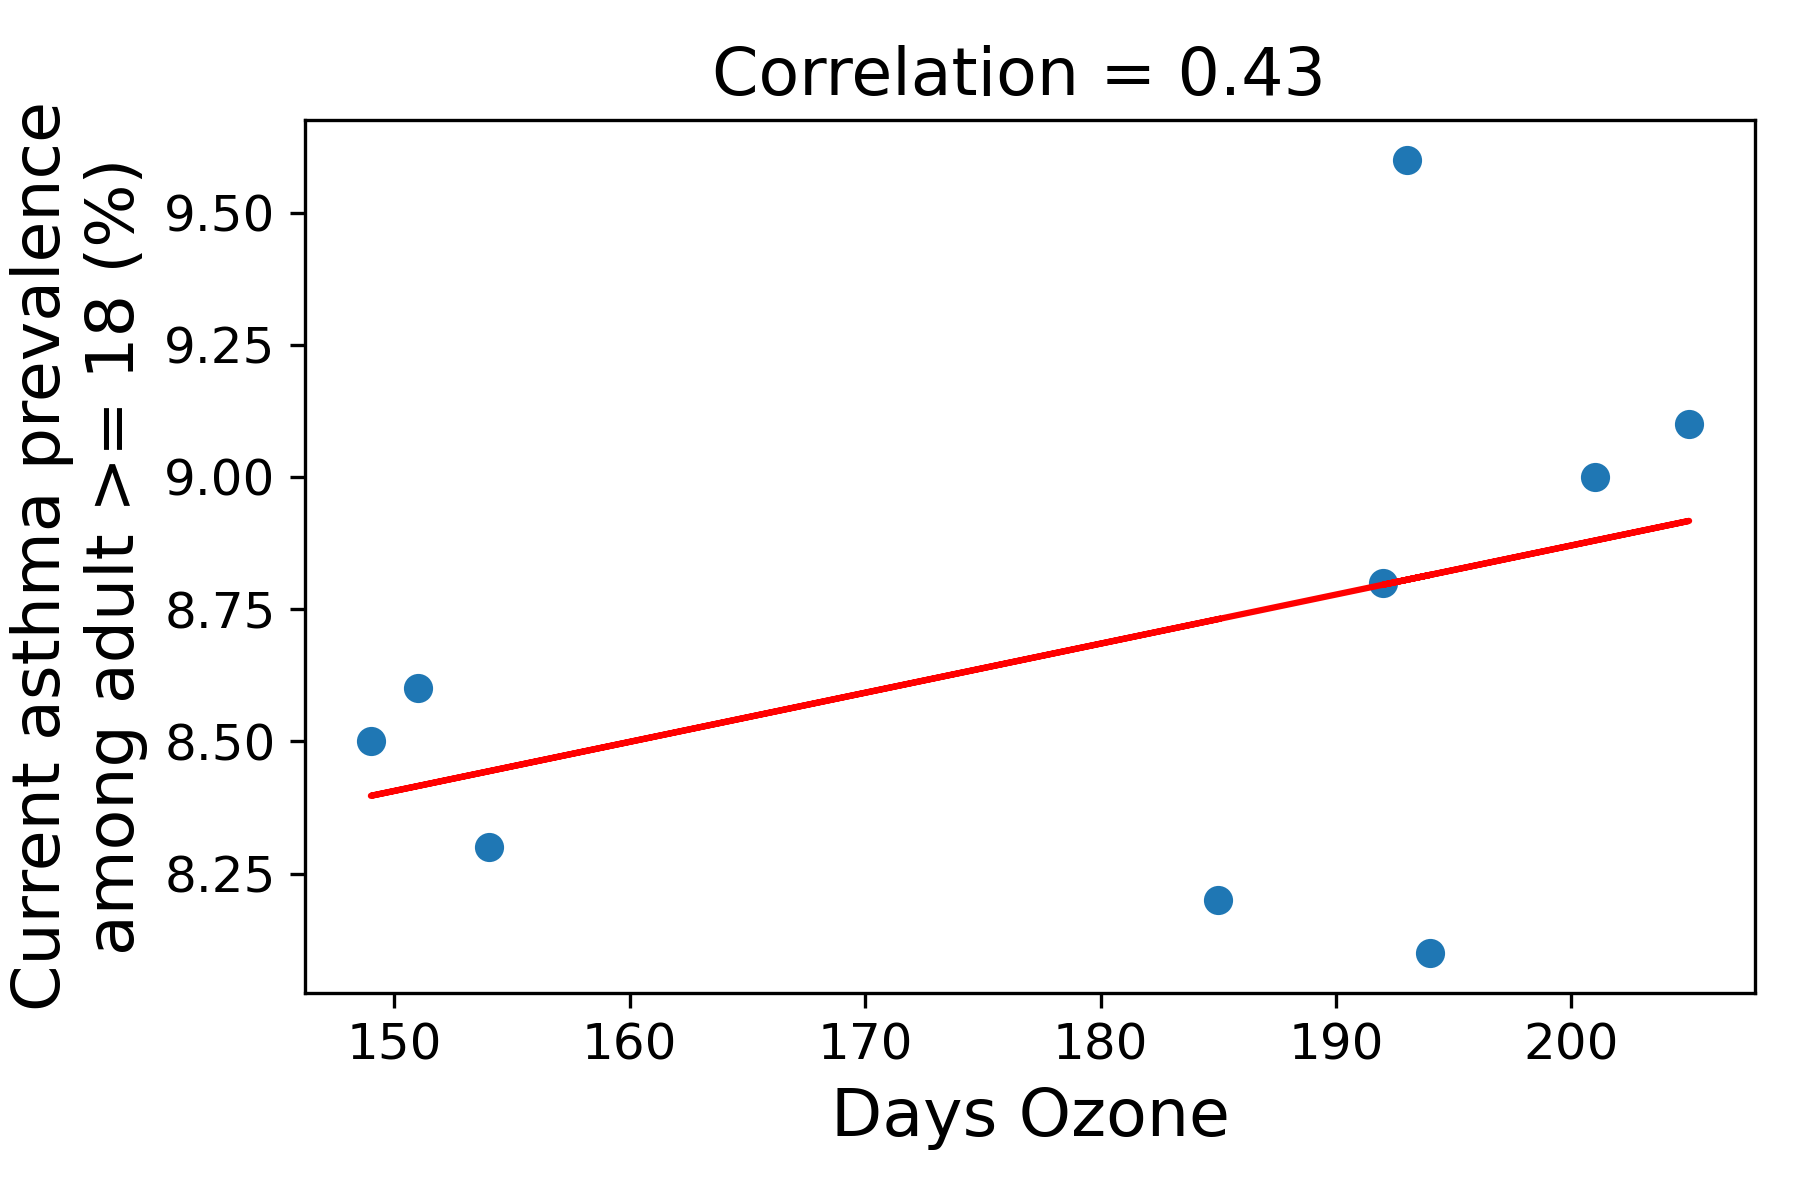 Correlation = 0.43
Current asthma prevalence
among adult >= 18 (%)
9.50
9.25
9.00
8.75
8.50
8.25
150 160 170 180 190 200
Days Ozone